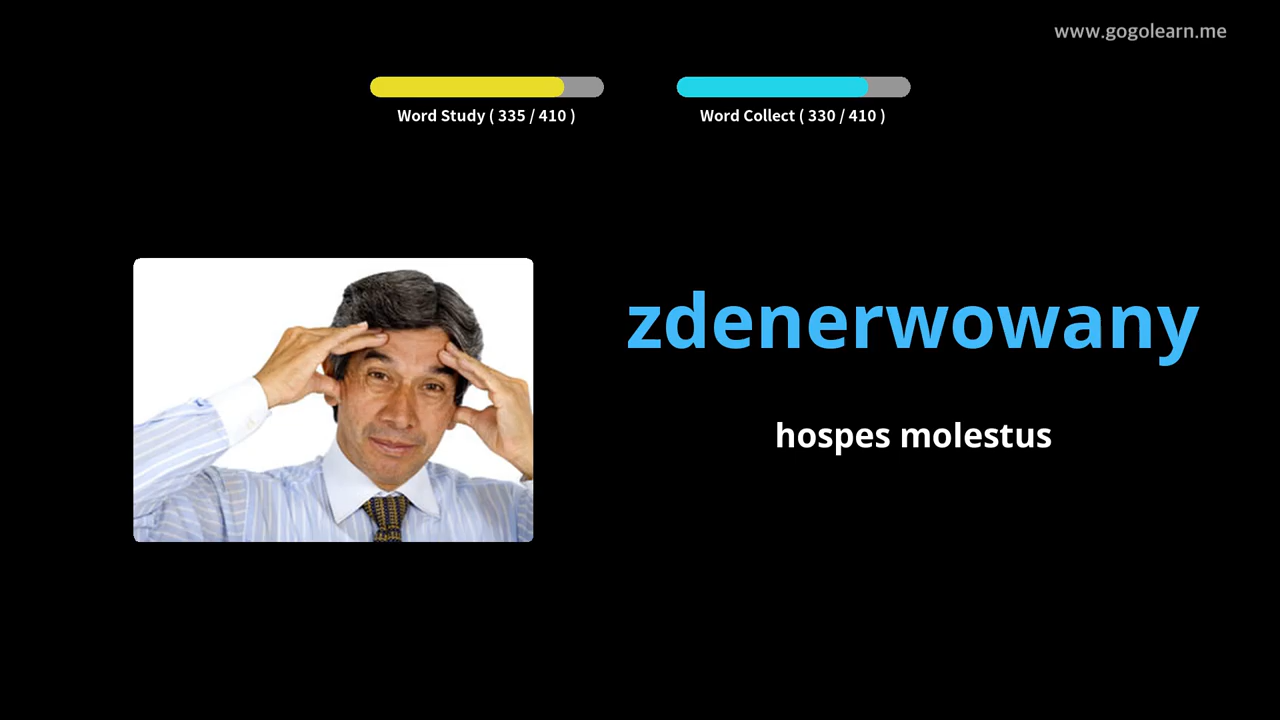 www.gogolearn.me
Word Study ( 335 / 410 )
Word Collect ( 330 / 410 )
zdenerwowany
hospes molestus